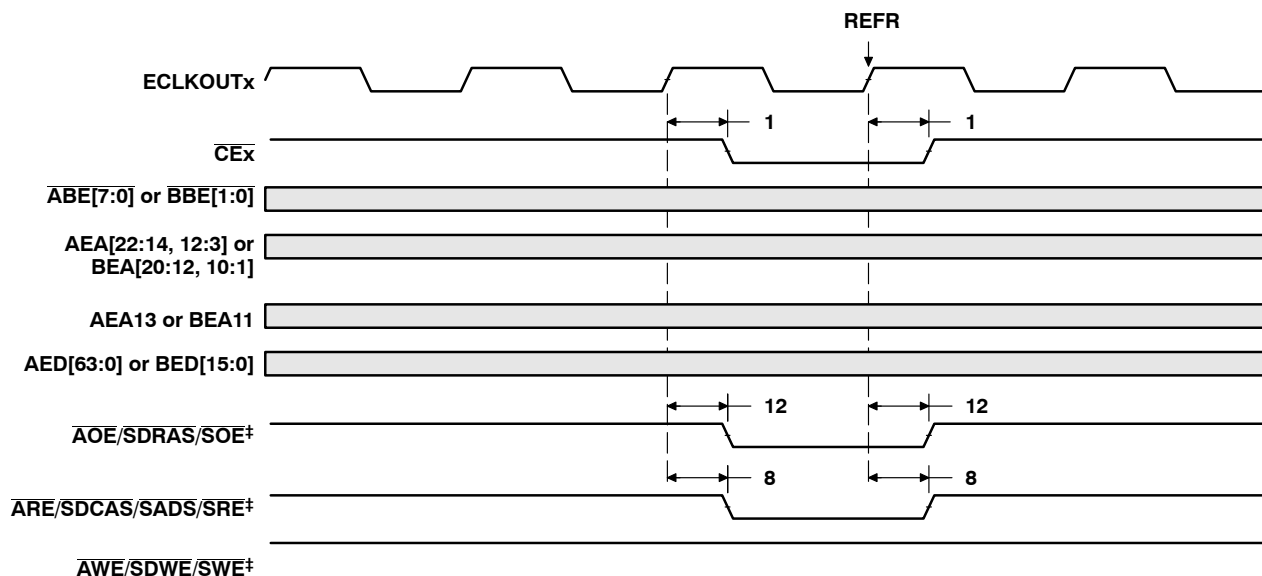 REFR
ECLKOUTx
1 1
CEx
ABE[7:0] or BBE[1:0]
AEA[22:14, 12:3] or
BEA[20:12, 10:1]
AEA13 or BEA11
AED[63:0] or BED[15:0]
12 12
AOE/SDRAS/SOE‡
8 8
ARE/SDCAS/SADS/SRE‡
AWE/SDWE/SWE‡